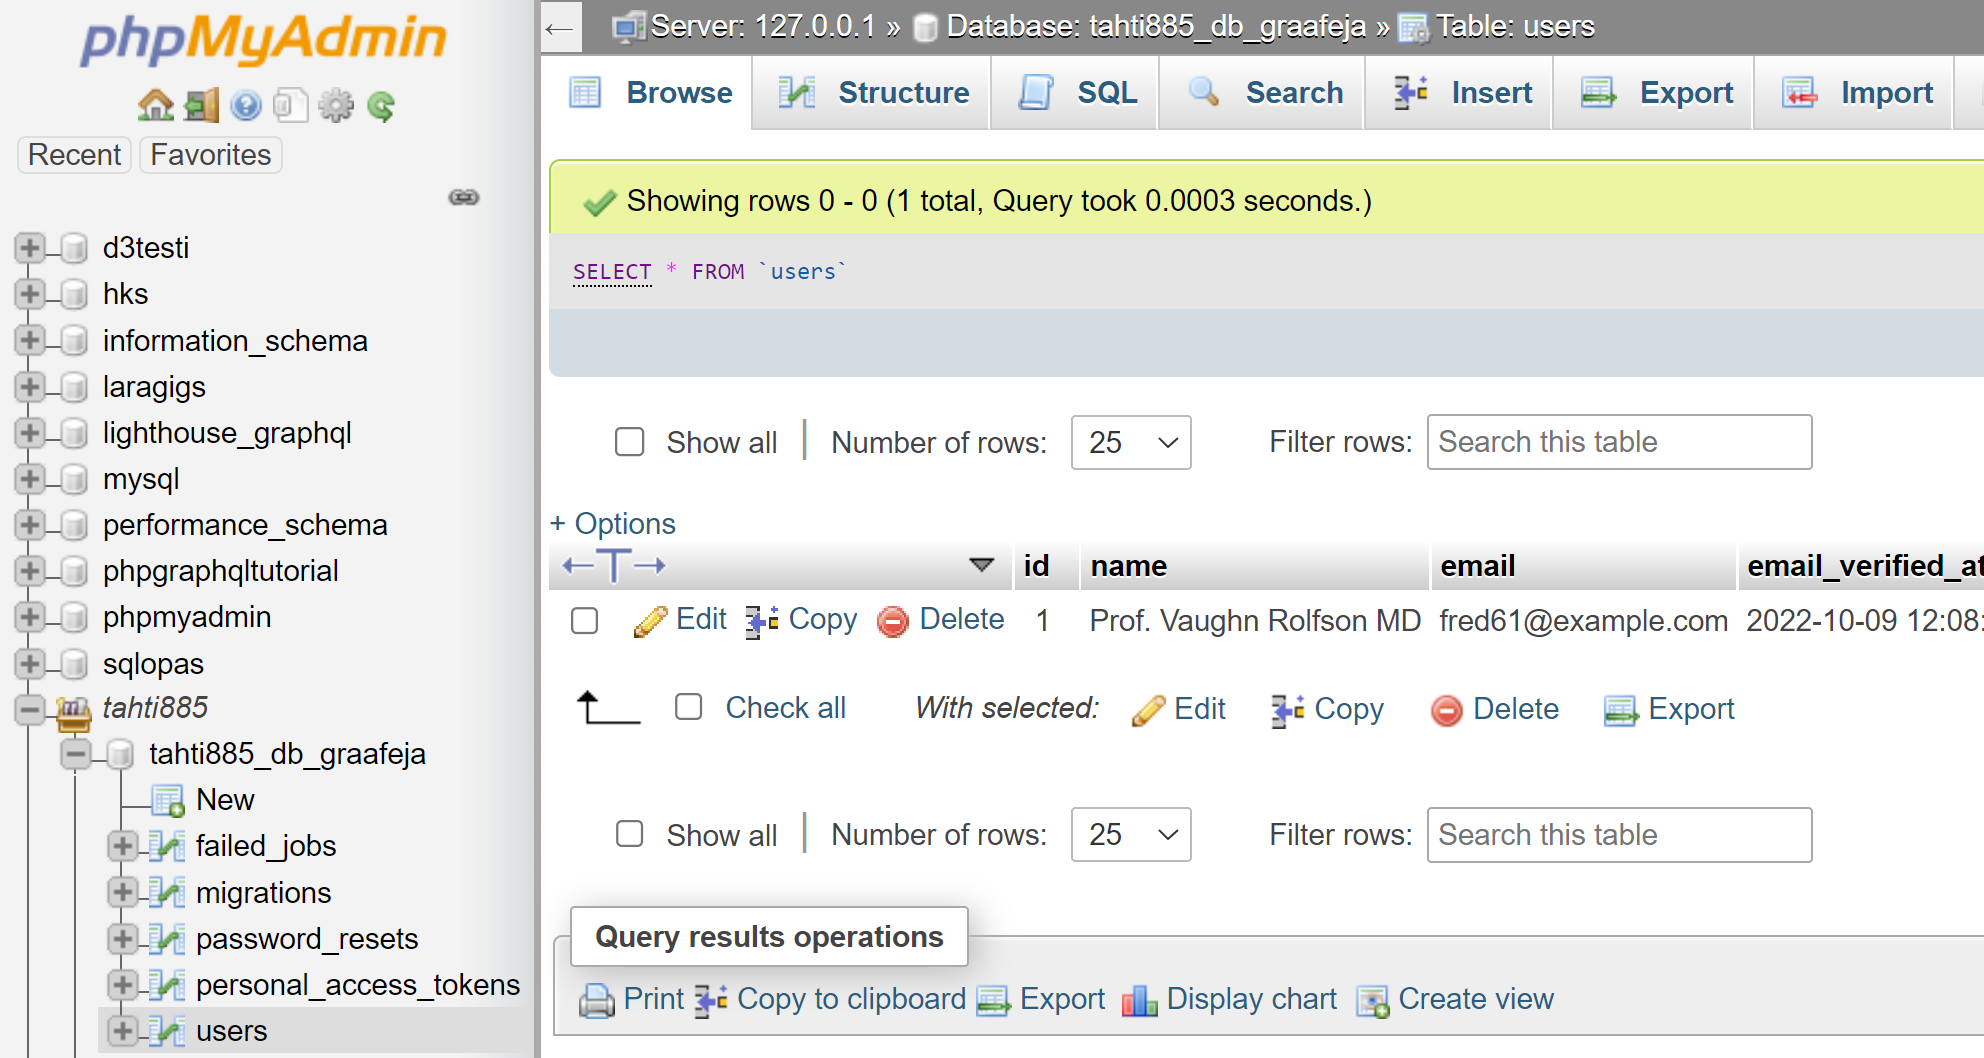 phpMyAdmin
Recent Favorites
d3testi
hks
information_schema
laragigs
lighthouse_graphql
mysql
performance_schema
phpgraphqltutorial
phpmyadmin
sqlopas
tahti885
tahti885_db_graafeja
New
failed_jobs
migrations
password_resets
personal_access_tokens
users
← Server: 127.0.0.1 » Database: tahti885_db_graafeja » Table: users
Browse Structure SQL Search Insert Export Import
Showing rows 0 - 0 (1 total, Query took 0.0003 seconds.)
SELECT * FROM `users`
Show all | Number of rows: 25 Filter rows: Search this table
+ Options
←T→ id name email email_verified_at
Edit Copy Delete 1 Prof. Vaughn Rolfson MD fred61@example.com 2022-10-09 12:08:
Check all With selected: Edit Copy Delete Export
Show all | Number of rows: 25 Filter rows: Search this table
Query results operations
Print Copy to clipboard Export Display chart Create view